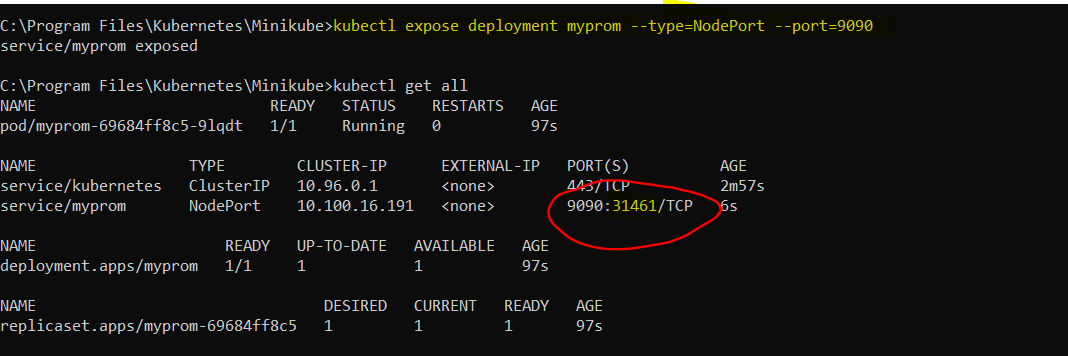 C:\Program Files\Kubernetes\Minikube>kubectl expose deployment myprom --type=NodePort --port=9090
service/myprom exposed
C:\Program Files\Kubernetes\Minikube>kubectl get all
NAME READY STATUS RESTARTS AGE
pod/myprom-69684ff8c5-9lqdt 1/1 Running 0 97s
NAME TYPE CLUSTER-IP EXTERNAL-IP PORT(S) AGE
service/kubernetes ClusterIP 10.96.0.1 <none> 443/TCP 2m57s
service/myprom NodePort 10.100.16.191 <none> 9090:31461/TCP 6s
NAME READY UP-TO-DATE AVAILABLE AGE
deployment.apps/myprom 1/1 1 1 97s
NAME DESIRED CURRENT READY AGE
replicaset.apps/myprom-69684ff8c5 1 1 1 97s